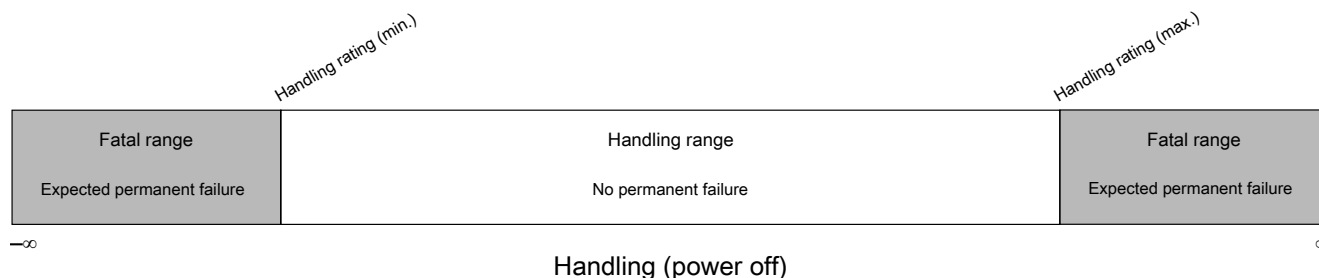 Handling rating (min.)
Handling rating (max.)
Fatal range
Handling range
Fatal range
Expected permanent failure
No permanent failure
Expected permanent failure
–∞
Handling (power off)